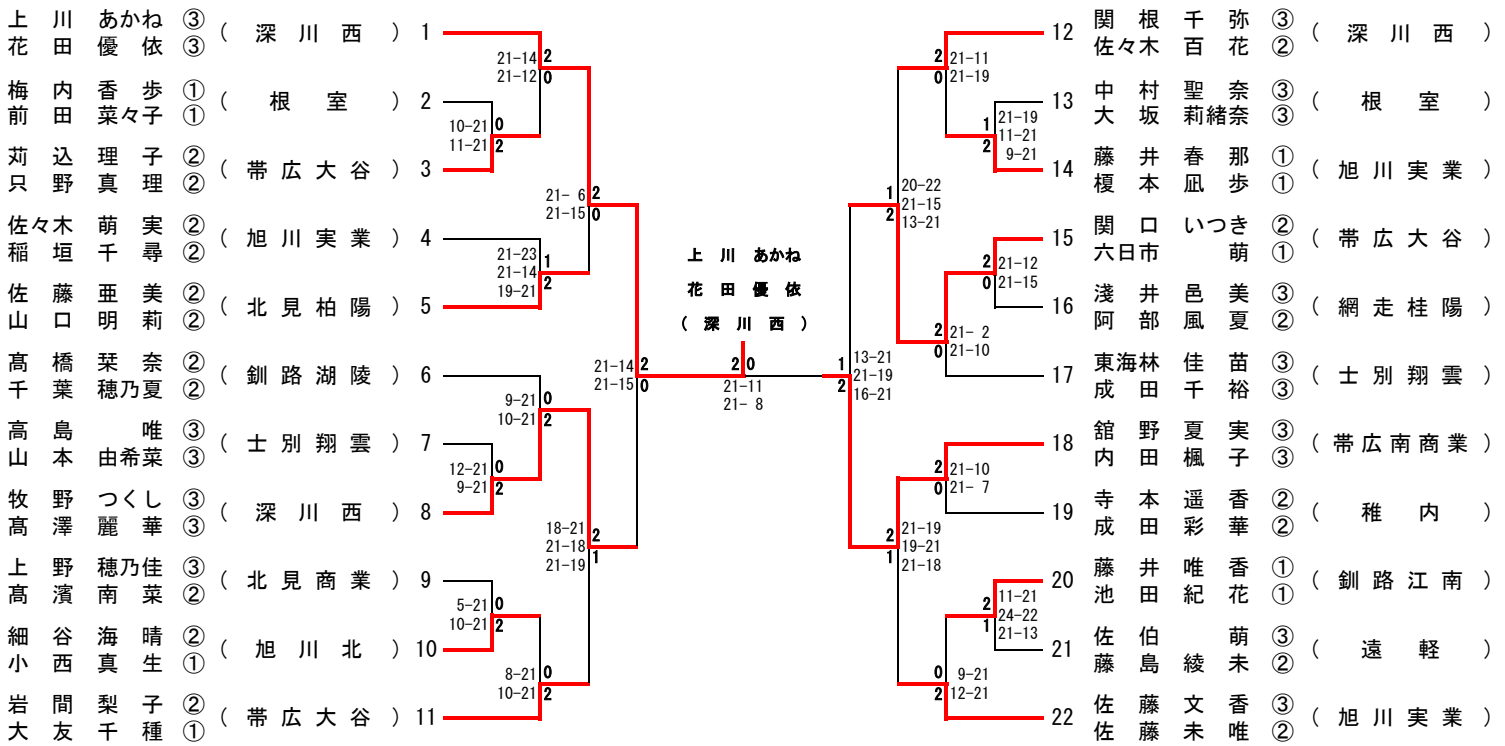 上 川 あかね ③
花 田 優 依 ③
( 深 川 西 ) 1
梅 内 香 歩 ①
前 田 菜々子 ①
( 根 室 ) 2
苅 込 理 子 ②
只 野 真 理 ②
( 帯 広 大 谷 ) 3
佐々木 萌 実 ②
稲 垣 千 尋 ②
( 旭 川 実 業 ) 4
佐 藤 亜 美 ②
山 口 明 莉 ②
( 北 見 柏 陽 ) 5
髙 橋 栞 奈 ②
千 葉 穂乃夏 ②
( 釧 路 湖 陵 ) 6
高 島 唯 ③
山 本 由希菜 ③
( 士 別 翔 雲 ) 7
牧 野 つくし ③
髙 澤 麗 華 ③
( 深 川 西 ) 8
上 野 穂乃佳 ③
髙 濱 南 菜 ②
( 北 見 商 業 ) 9
細 谷 海 晴 ②
小 西 真 生 ①
( 旭 川 北 ) 10
岩 間 梨 子 ②
大 友 千 種 ①
( 帯 広 大 谷 ) 11
21-14 2
21-12 0
10-21 0
11-21 2
21- 6 2
21-15 0
21-23 1
21-14
19-21 2
21-14 2
21-15 0
9-21 0
10-21 2
12-21 0
9-21 2
18-21 2
21-18
21-19 1
5-21 0
10-21 2
8-21 0
10-21 2
上 川 あかね
花 田 優 依
( 深 川 西 )
2 0
21-11
21- 8
2 21-11
0 21-19
1 21-19
11-21
2 9-21
1 20-22
21-15
2 13-21
2 21-12
0 21-15
2 21- 2
0 21-10
1 13-21
21-19
2 16-21
2 21-10
0 21- 7
2 21-19
19-21
1 21-18
2 11-21
24-22
1 21-13
0 9-21
2 12-21
12 関 根 千 弥 ③
佐々木 百 花 ②
( 深 川 西 )
13 中 村 聖 奈 ③
大 坂 莉緒奈 ③
( 根 室 )
14 藤 井 春 那 ①
榎 本 凪 歩 ①
( 旭 川 実 業 )
15 関 口 いつき ②
六日市 萌 ①
( 帯 広 大 谷 )
16 淺 井 邑 美 ③
阿 部 風 夏 ②
( 網 走 桂 陽 )
17 東海林 佳 苗 ③
成 田 千 裕 ③
( 士 別 翔 雲 )
18 舘 野 夏 実 ③
内 田 楓 子 ③
( 帯 広 南 商 業 )
19 寺 本 遥 香 ②
成 田 彩 華 ②
( 稚 内 )
20 藤 井 唯 香 ①
池 田 紀 花 ①
( 釧 路 江 南 )
21 佐 伯 萌 ③
藤 島 綾 未 ②
( 遠 軽 )
22 佐 藤 文 香 ③
佐 藤 未 唯 ②
( 旭 川 実 業 )